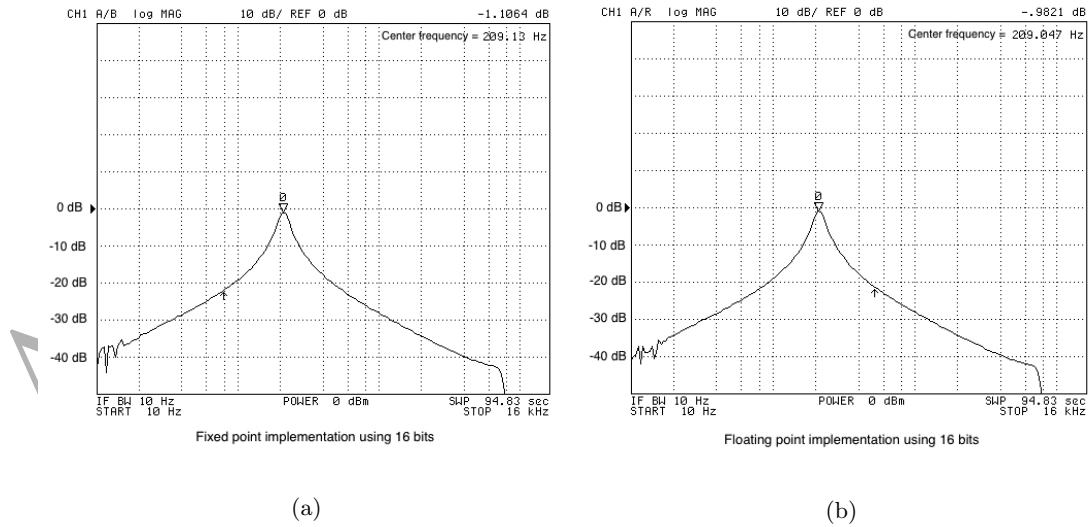 CH1 A/B log MAG 10 dB/ REF 0 dB -1.1064 dB
Center frequency = 209.13 Hz
0
0 dB
-10 dB
-20 dB
-30 dB
-40 dB
IF BW 10 Hz POWER 0 dBm SWP 94.83 sec
START 10 Hz STOP 16 kHz
Fixed point implementation using 16 bits
(a)
CH1 A/R log MAG 10 dB/ REF 0 dB -.9821 dB
Center frequency = 209.047 Hz
0
0 dB
-10 dB
-20 dB
-30 dB
-40 dB
IF BW 10 Hz POWER 0 dBm SWP 94.83 sec
START 10 Hz STOP 16 kHz
Floating point implementation using 16 bits
(b)